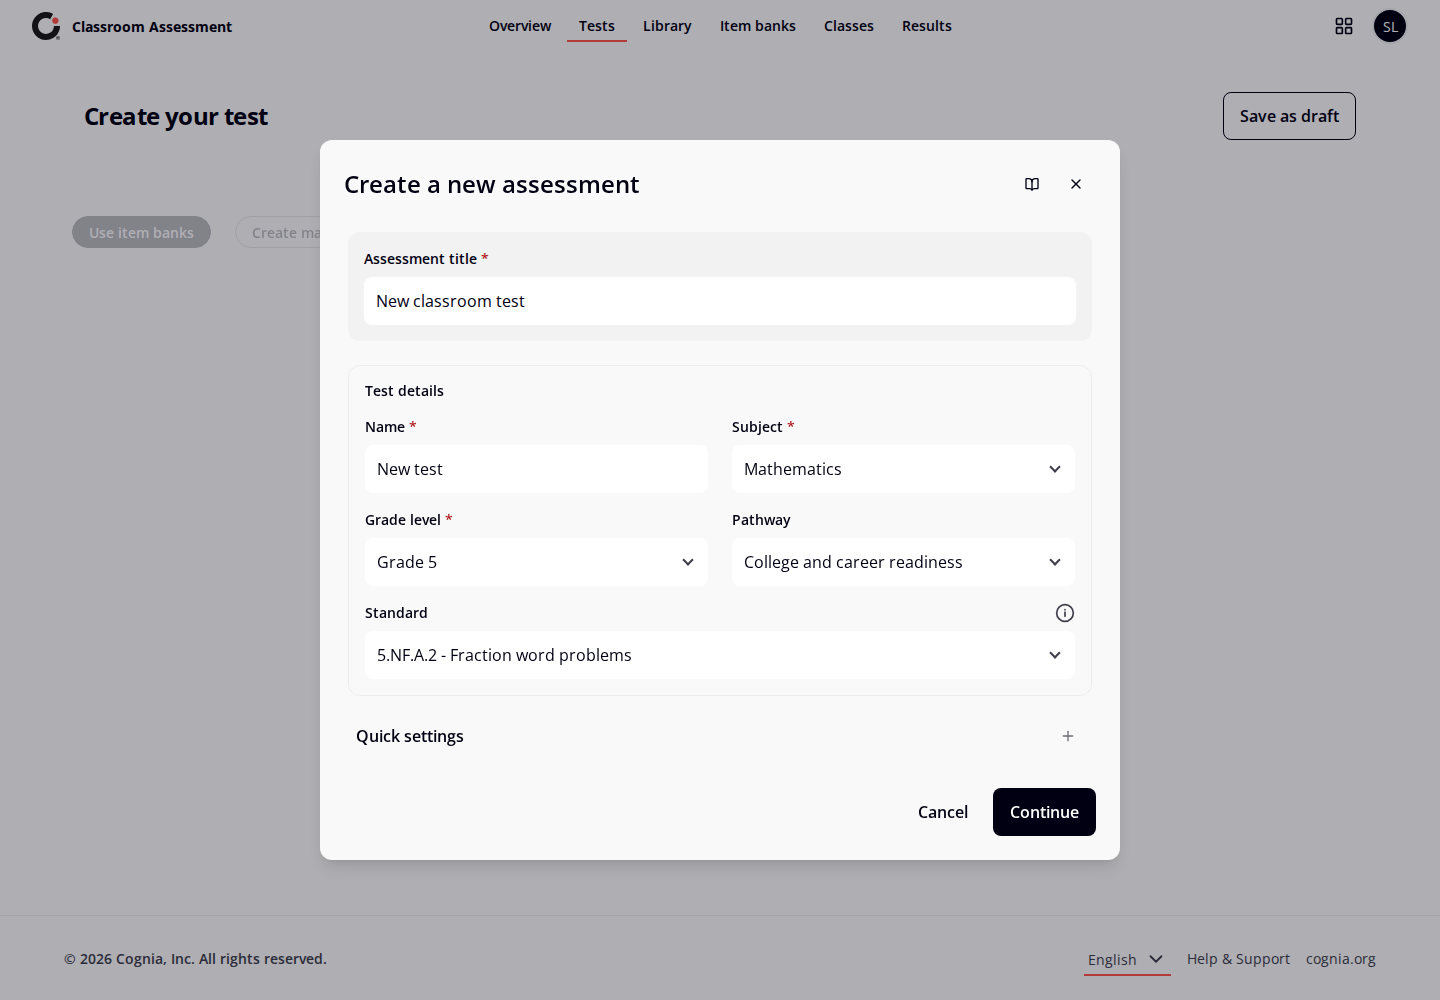 Classroom Assessment
Overview Tests Library Item banks Classes Results
SL
Create your test
Save as draft
Use item banks
Create ma
Create a new assessment
Assessment title *
New classroom test
Test details
Name *
Subject *
New test
Mathematics
Grade level *
Pathway
Grade 5
College and career readiness
Standard
5.NF.A.2 - Fraction word problems
Quick settings
Cancel
Continue
© 2026 Cognia, Inc. All rights reserved.
English
Help & Support
cognia.org